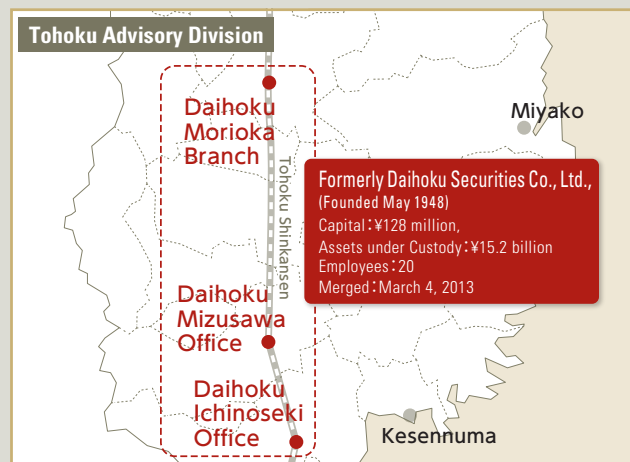 Tohoku Advisory Division
Daihoku
Morioka
Branch
Miyako
Tohoku Shinkansen
Formerly Daihoku Securities Co., Ltd.,
(Founded May 1948)
Capital：¥128 million,
Assets under Custody：¥15.2 billion
Employees：20
Merged：March 4, 2013
Daihoku
Mizusawa
Office
Daihoku
Ichinoseki
Office
Kesennuma